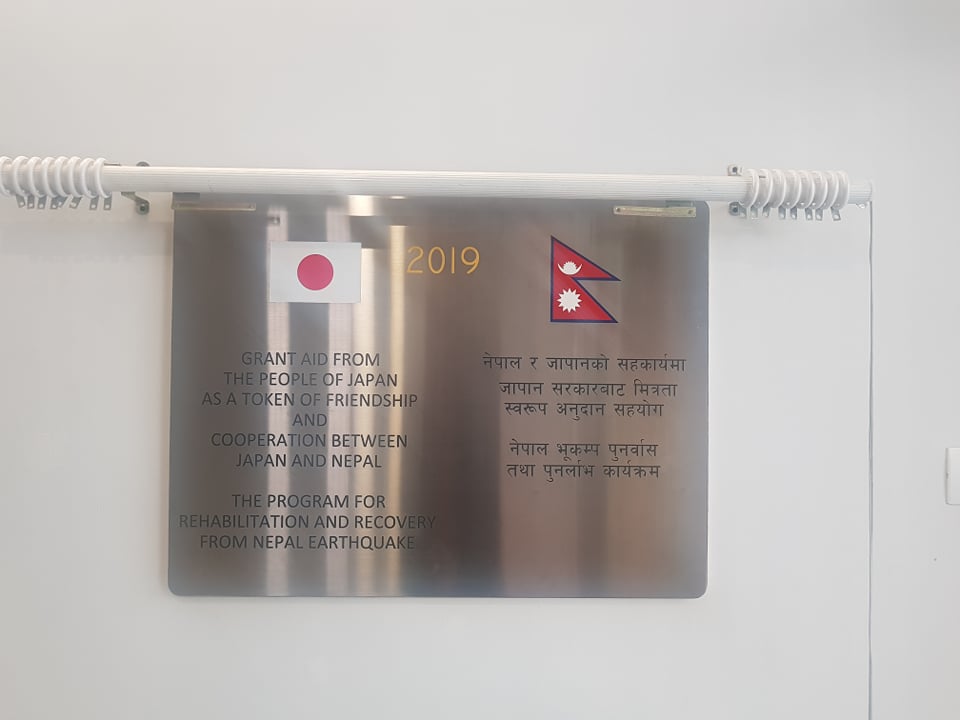 2019
GRANT AID FROM
THE PEOPLE OF JAPAN
AS A TOKEN OF FRIENDSHIP
AND
COOPERATION BETWEEN
JAPAN AND NEPAL
THE PROGRAM FOR
REHABILITATION AND RECOVERY
FROM NEPAL EARTHQUAKE
नेपाल र जापानको सहकार्यमा
जापान सरकारबाट मित्रता
स्वरूप अनुदान सहयोग
नेपाल भूकम्प पुनर्वास
तथा पुनर्लाभ कार्यक्रम